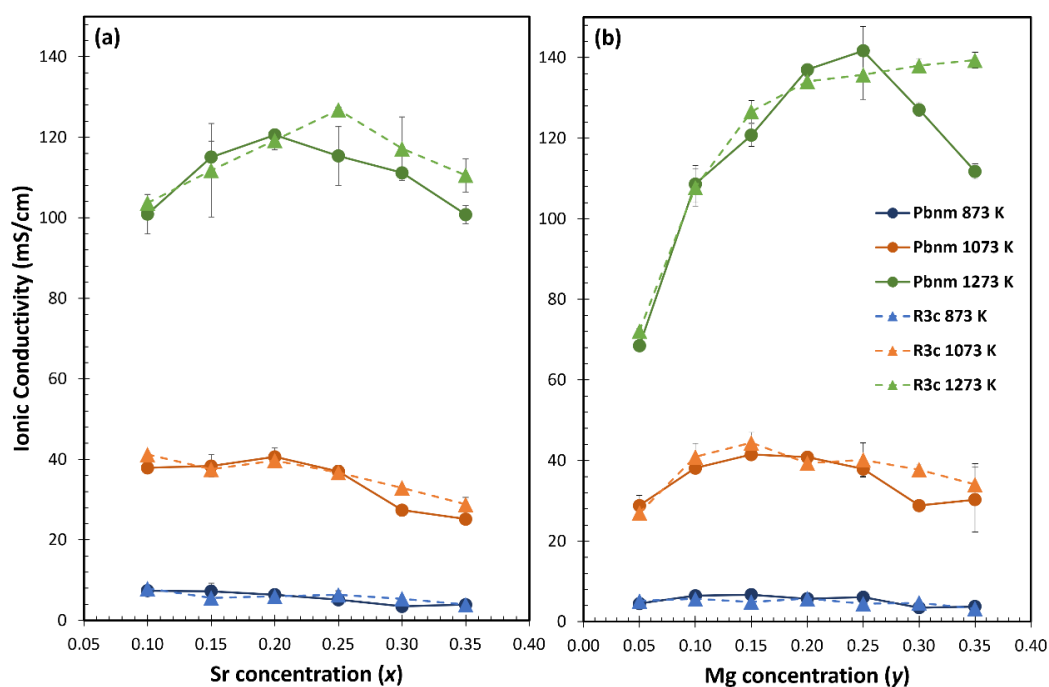 (a)
(b)
Ionic Conductivity (mS/cm)
140
120
100
80
60
40
20
0
0.05 0.10 0.15 0.20 0.25 0.30 0.35 0.40
Sr concentration (x)
140
120
100
80
60
40
20
0
0.00 0.05 0.10 0.15 0.20 0.25 0.30 0.35 0.40
Mg concentration (y)
Pbnm 873 K
Pbnm 1073 K
Pbnm 1273 K
R3c 873 K
R3c 1073 K
R3c 1273 K